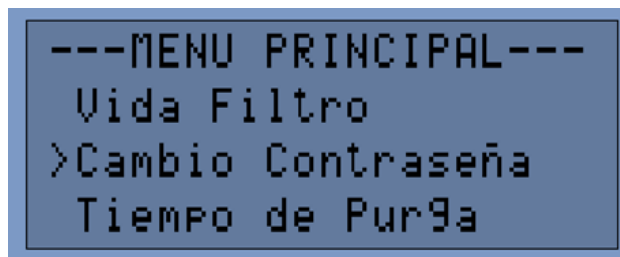 ---MENU PRINCIPAL---
Vida Filtro
>Cambio Contraseña
Tiempo de Purga